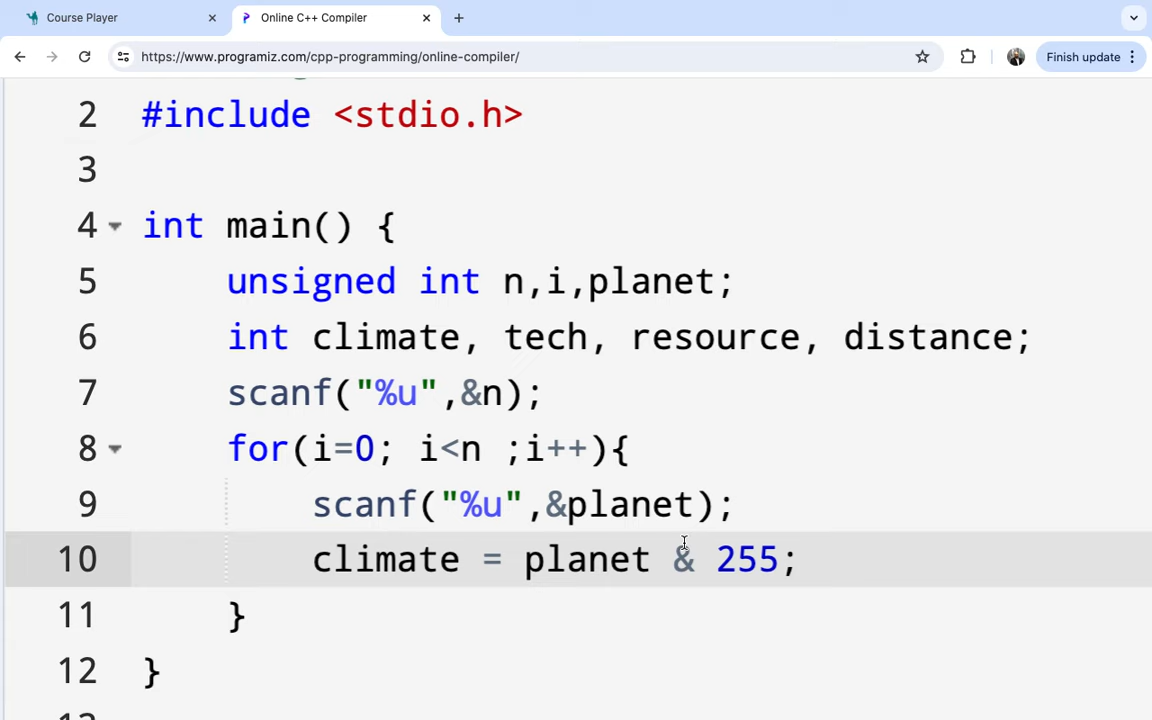 Course Player
Online C++ Compiler
https://www.programiz.com/cpp-programming/online-compiler/
Finish update
2 #include <stdio.h>
3
4 int main() {
5 unsigned int n,i,planet;
6 int climate, tech, resource, distance;
7 scanf("%u",&n);
8 for(i=0; i<n ;i++){
9 scanf("%u",&planet);
10 climate = planet & 255;
11 }
12 }